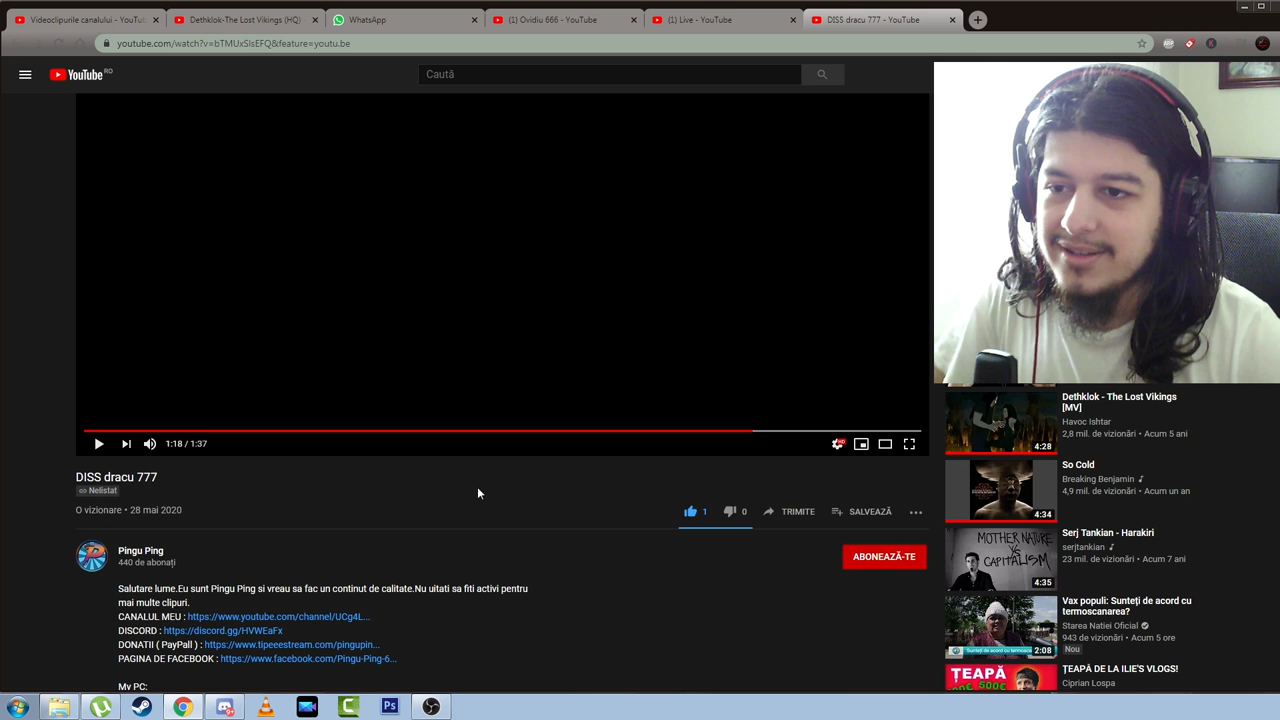 Videoclipurile canalului - YouTu
Dethklok-The Lost Vikings (HQ)
WhatsApp
(1) Ovidiu 666 - YouTube
(1) Live - YouTube
DISS dracu 777 - YouTube
youtube.com/watch?v=bTMUxSIsEFQ&feature=youtu.be
YouTube RO
Caută
1:18 / 1:37
HD
DISS dracu 777
Nelistat
O vizionare • 28 mai 2020
1
0
TRIMITE
SALVEAZĂ
Pingu Ping
440 de abonați
ABONEAZĂ-TE
Salutare lume.Eu sunt Pingu Ping si vreau sa fac un continut de calitate.Nu uitati sa fiti activi pentru
mai multe clipuri.
CANALUL MEU : https://www.youtube.com/channel/UCg4L...
DISCORD : https://discord.gg/HVWEaFx
DONATII ( PayPall ) : https://www.tipeeestream.com/pingupin...
PAGINA DE FACEBOOK : https://www.facebook.com/Pingu-Ping-6...
My PC:
Dethklok - The Lost Vikings
[MV]
Havoc Ishtar
2,8 mil. de vizionări • Acum 5 ani
4:28
So Cold
Breaking Benjamin
4,9 mil. de vizionări • Acum un an
4:34
Serj Tankian - Harakiri
serjtankian
23 mil. de vizionări • Acum 7 ani
MOTHER NATURE
VS
CAPITALISM
4:35
Vax populi: Sunteți de acord cu
termoscanarea?
Starea Natiei Oficial
943 de vizionări • Acum 5 ore
Nou
2:08
ȚEAPĂ DE LA ILIE'S VLOGS!
Ciprian Lospa
ȚEAPĂ
500€